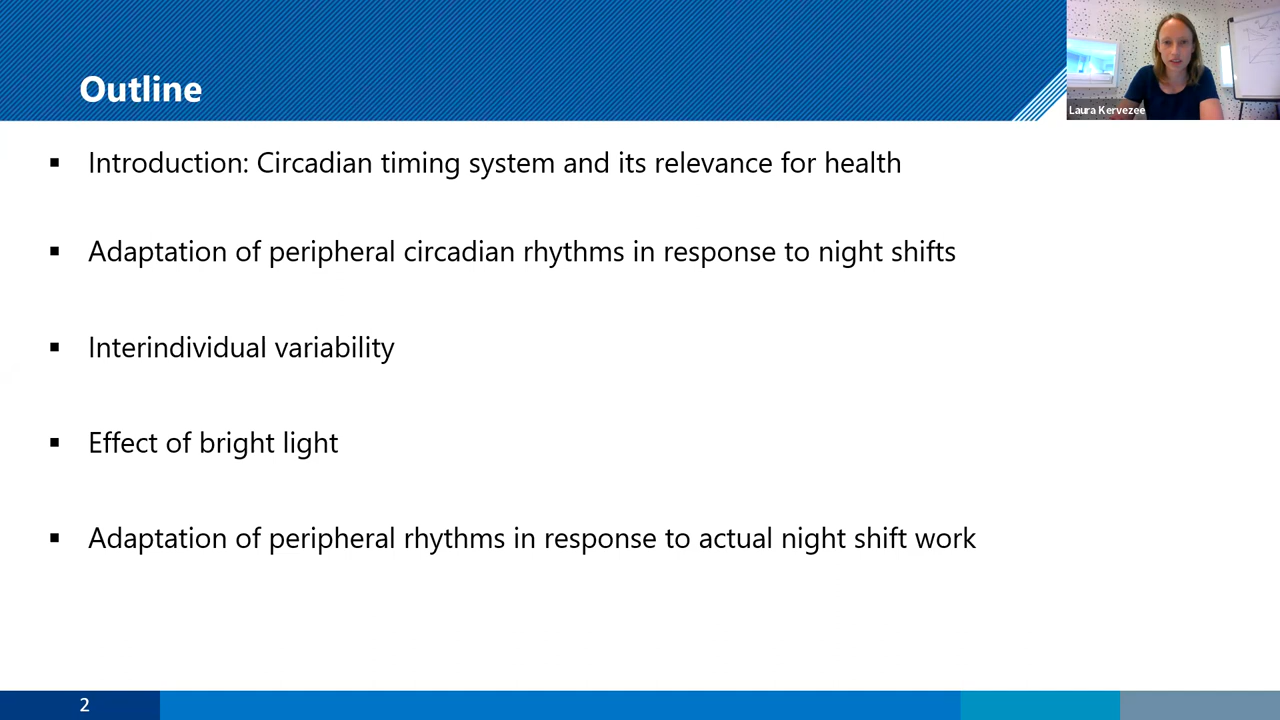 Outline
Laura Kervezee
▪ Introduction: Circadian timing system and its relevance for health
▪ Adaptation of peripheral circadian rhythms in response to night shifts
▪ Interindividual variability
▪ Effect of bright light
▪ Adaptation of peripheral rhythms in response to actual night shift work
2